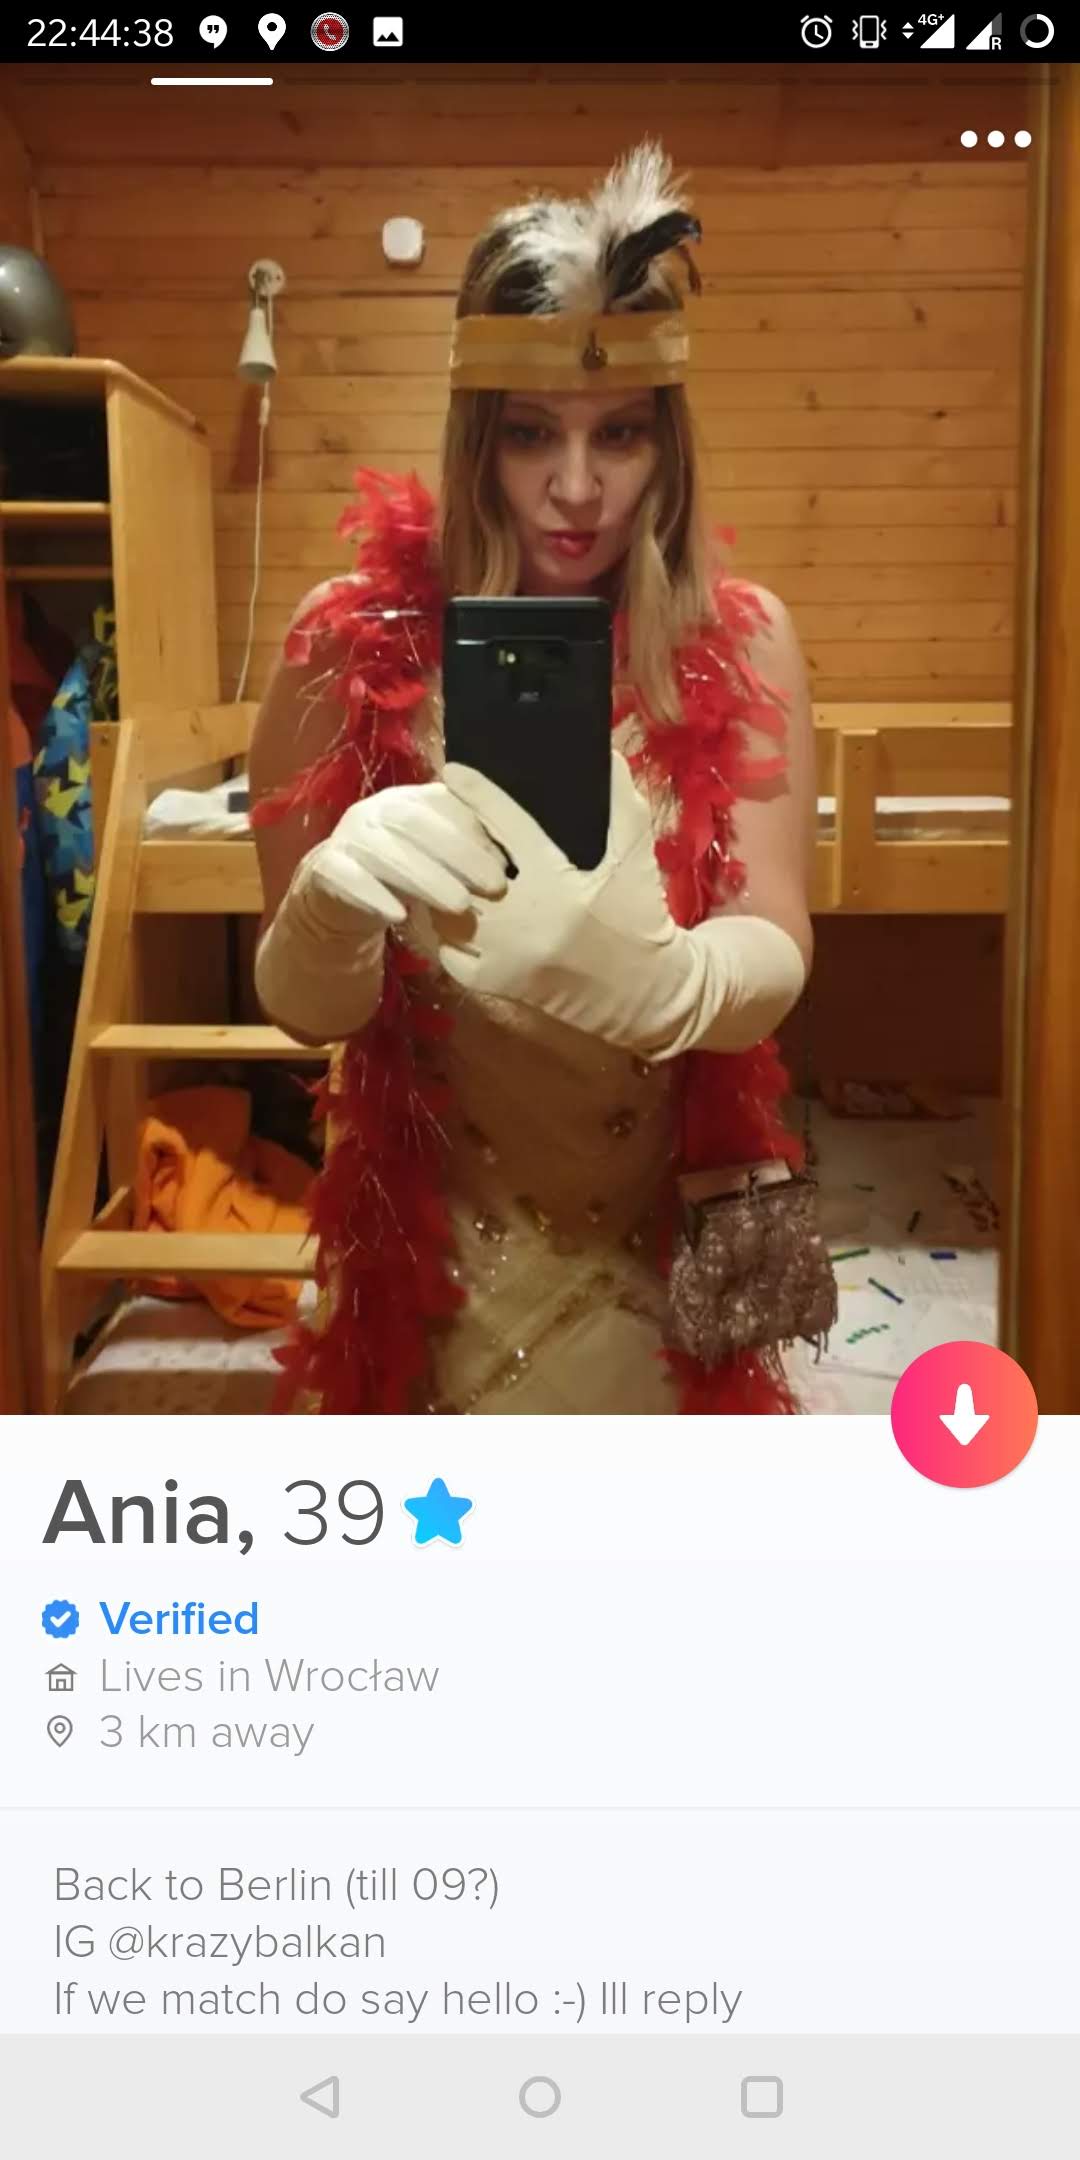 22:44:38
4G+
R
Ania, 39
Verified
Lives in Wrocław
3 km away
Back to Berlin (till 09?)
IG @krazybalkan
If we match do say hello :-) Ill reply